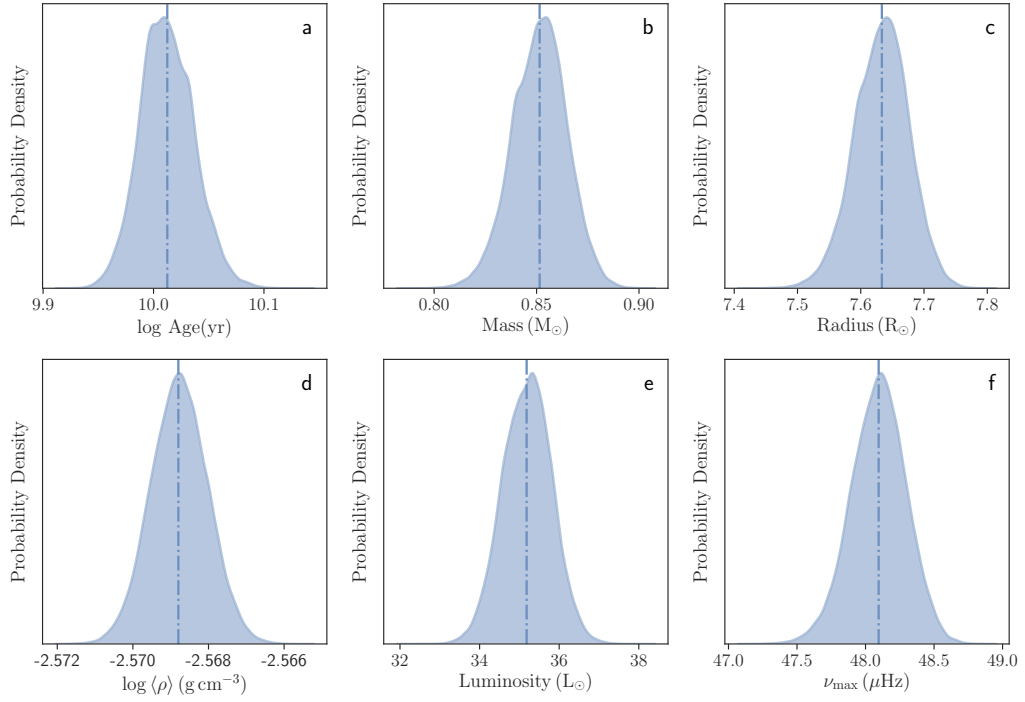 a
b
c
Probability Density
Probability Density
Probability Density
9.9 10.0 10.1
0.80 0.85 0.90
7.4 7.5 7.6 7.7 7.8
log Age(yr)
Mass (M⊙)
Radius (R⊙)
d
e
f
Probability Density
Probability Density
Probability Density
-2.572 -2.570 -2.568 -2.566
32 34 36 38
47.0 47.5 48.0 48.5 49.0
log ⟨ρ⟩ (g cm⁻³)
Luminosity (L⊙)
ν_max (μHz)